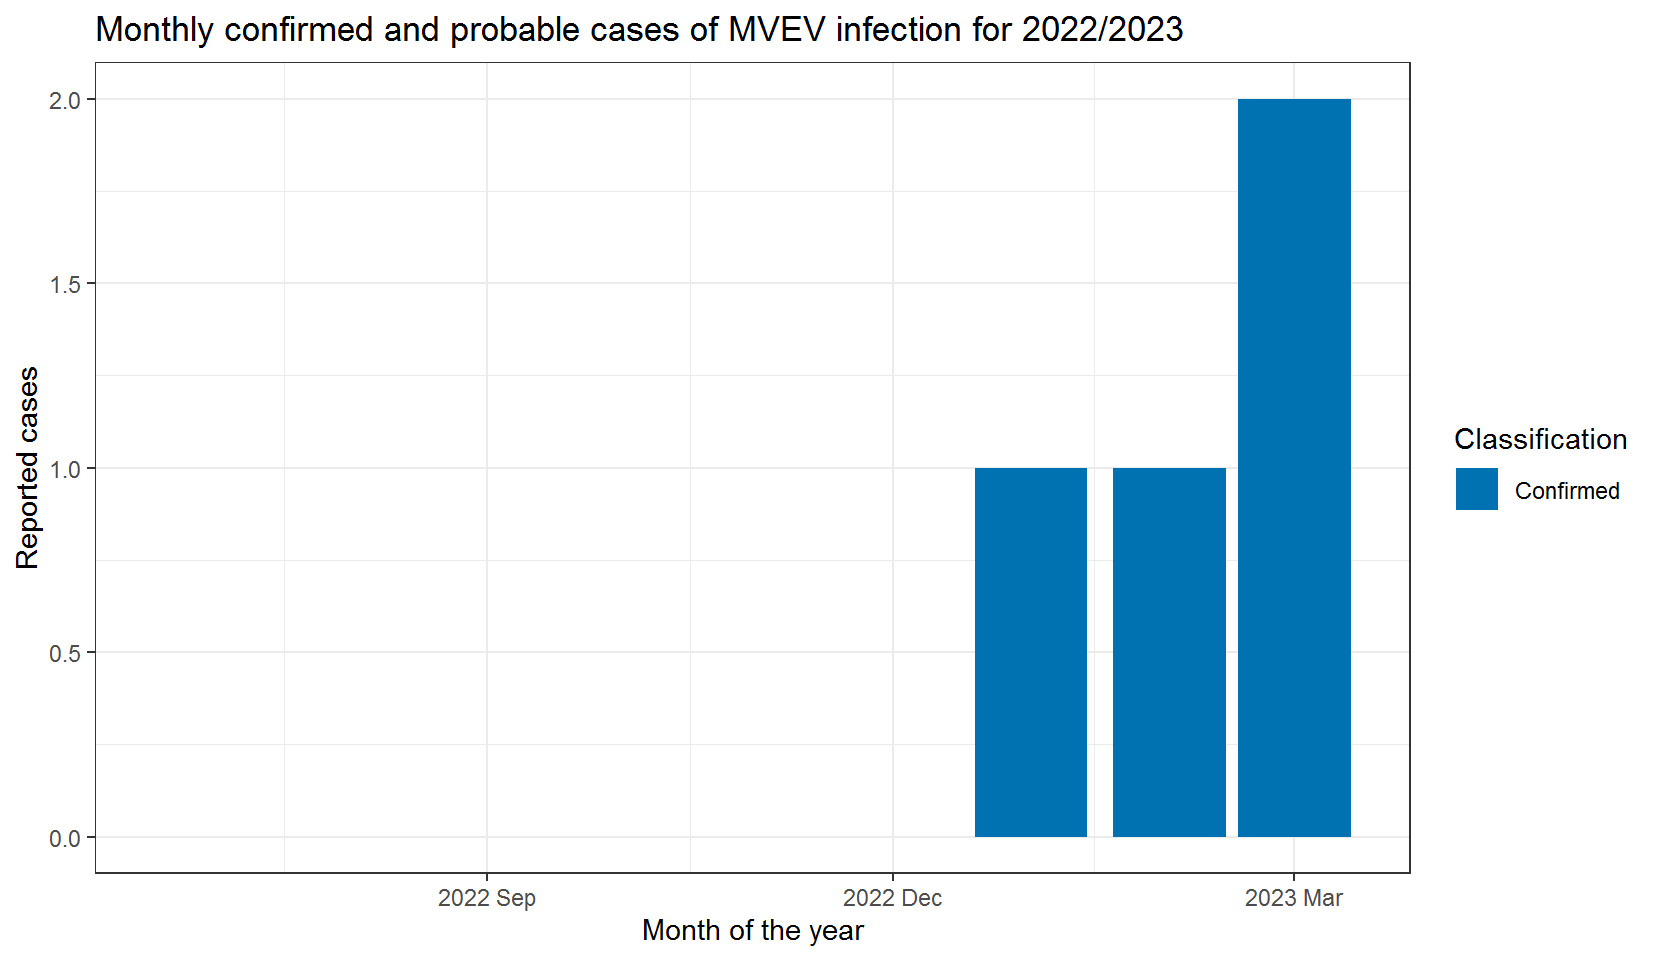 Monthly confirmed and probable cases of MVEV infection for 2022/2023
2.0
1.5
1.0
0.5
0.0
Reported cases
2022 Sep
2022 Dec
2023 Mar
Month of the year
Classification
Confirmed